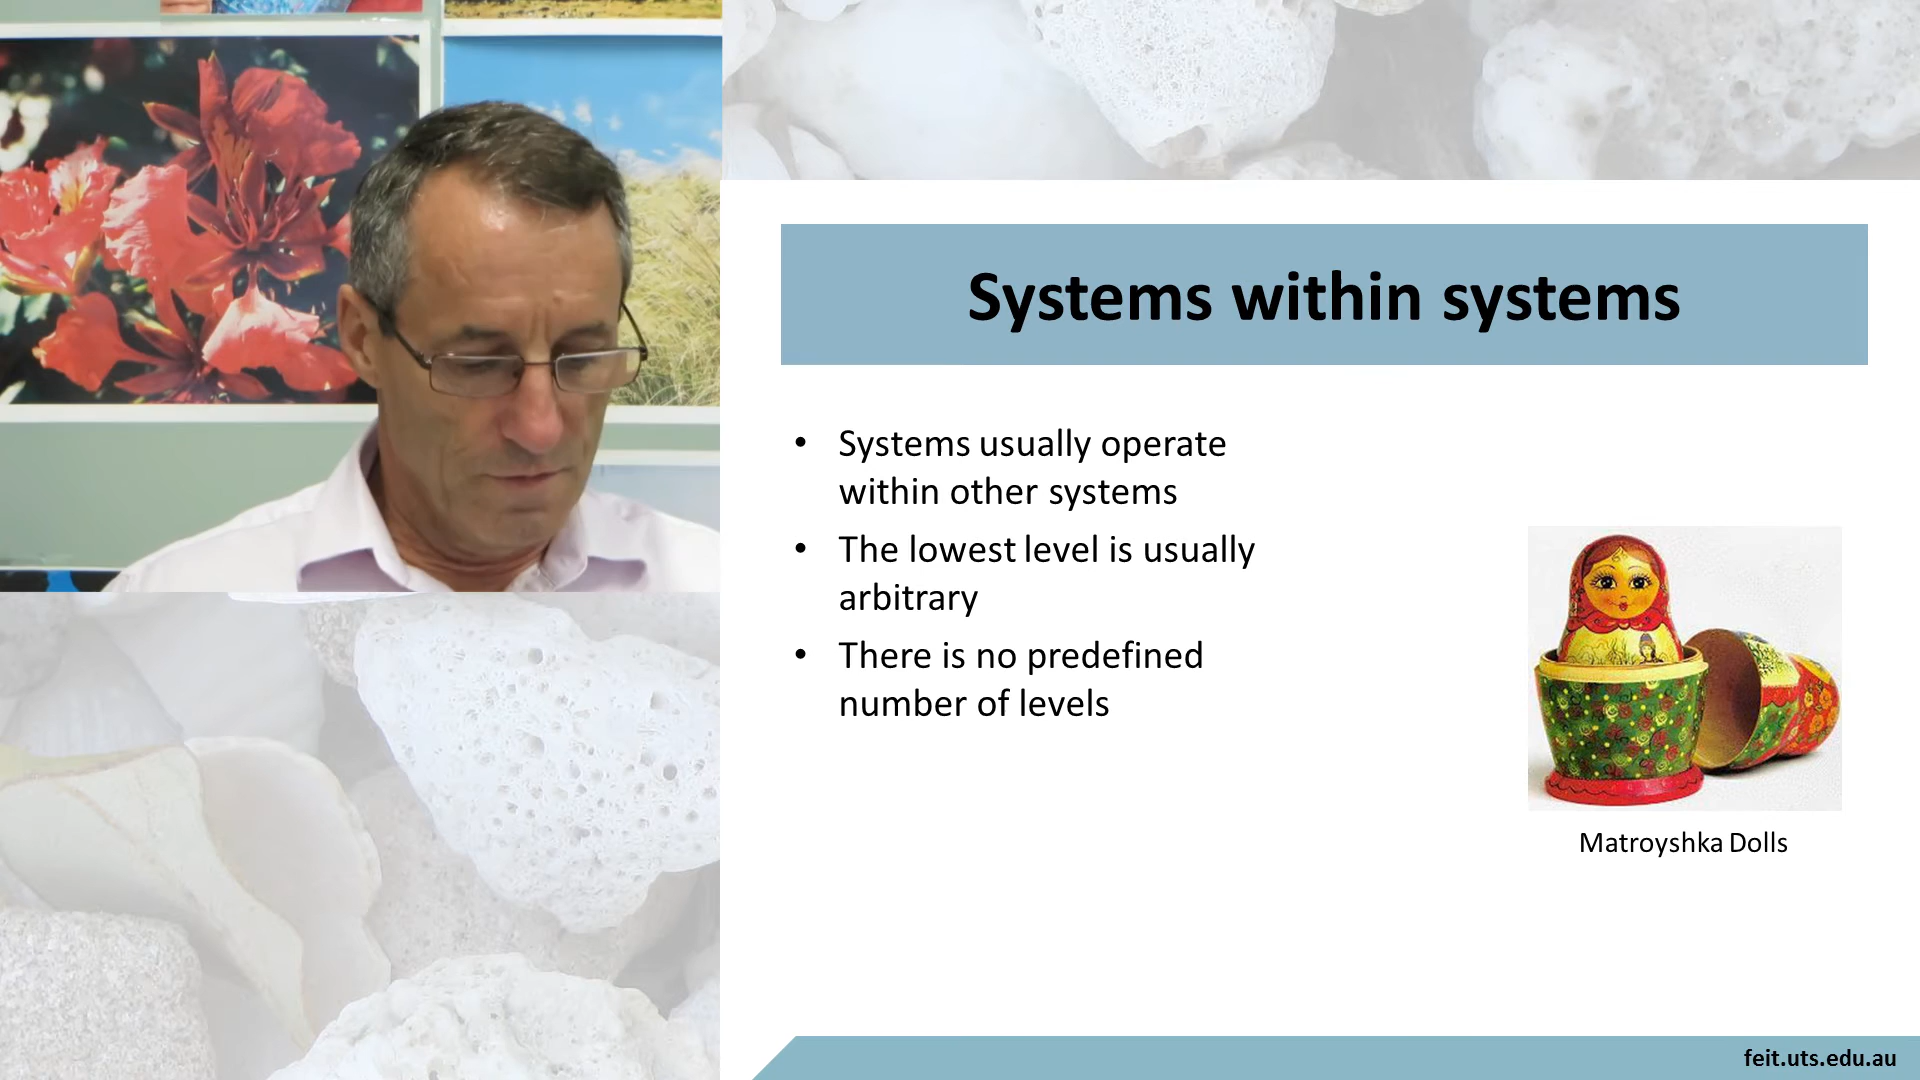 Systems within systems
• Systems usually operate
within other systems
• The lowest level is usually
arbitrary
• There is no predefined
number of levels
Matroyshka Dolls
feit.uts.edu.au